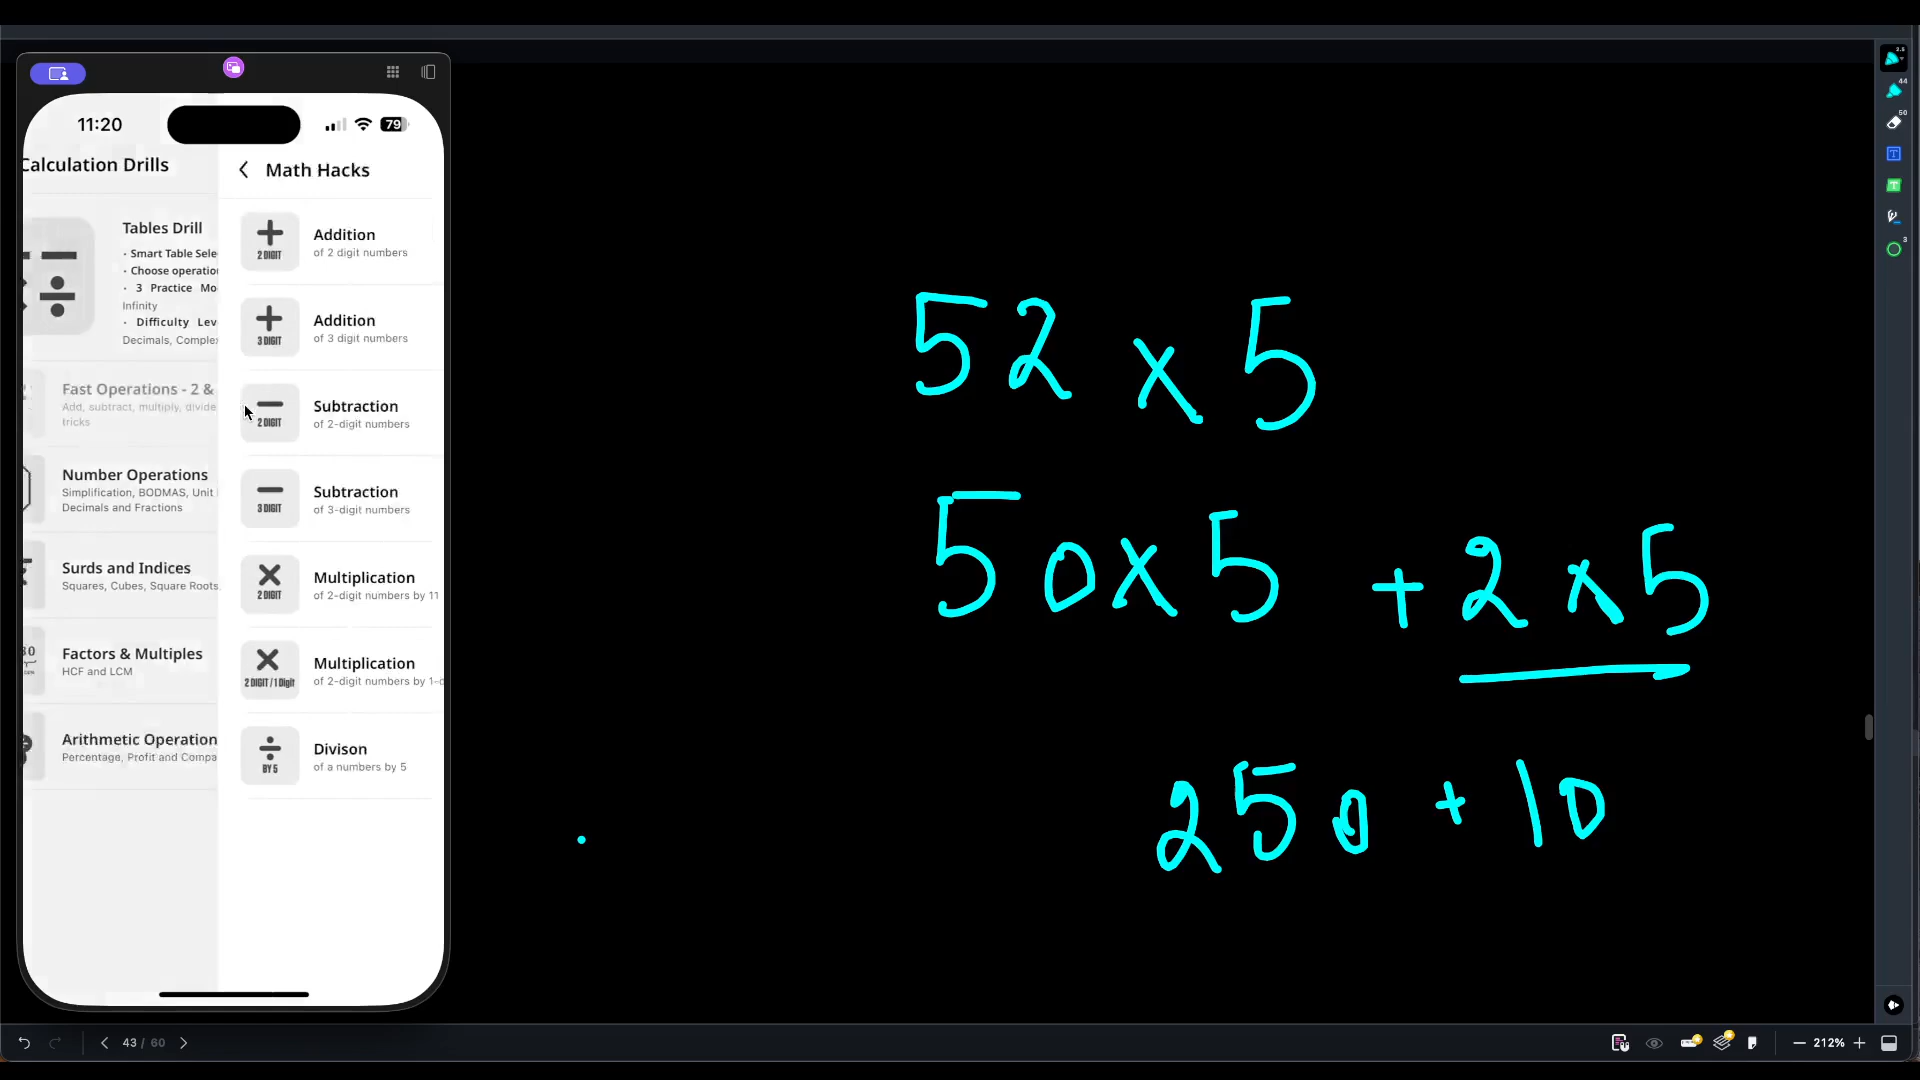 11:20
79
Calculation Drills
Tables Drill
• Smart Table Sele
• Choose operatio
• 3 Practice Mo
Infinity
• Difficulty Lev
Decimals, Complex
Fast Operations - 2 &
Add, subtract, multiply, divide
tricks
Number Operations
Simplification, BODMAS, Unit
Decimals and Fractions
Surds and Indices
Squares, Cubes, Square Roots,
Factors & Multiples
HCF and LCM
Arithmetic Operation
Percentage, Profit and Compa
Math Hacks
2 DIGIT
Addition
of 2 digit numbers
3 DIGIT
Addition
of 3 digit numbers
2 DIGIT
Subtraction
of 2-digit numbers
3 DIGIT
Subtraction
of 3-digit numbers
2 DIGIT
Multiplication
of 2-digit numbers by 11
2 DIGIT / 1 Digit
Multiplication
of 2-digit numbers by 1-d
BY 5
Divison
of a numbers by 5
52 x 5
50 x 5 + 2 x 5
250 + 10
2.5
44
50
T
T
3
43 / 60
212%